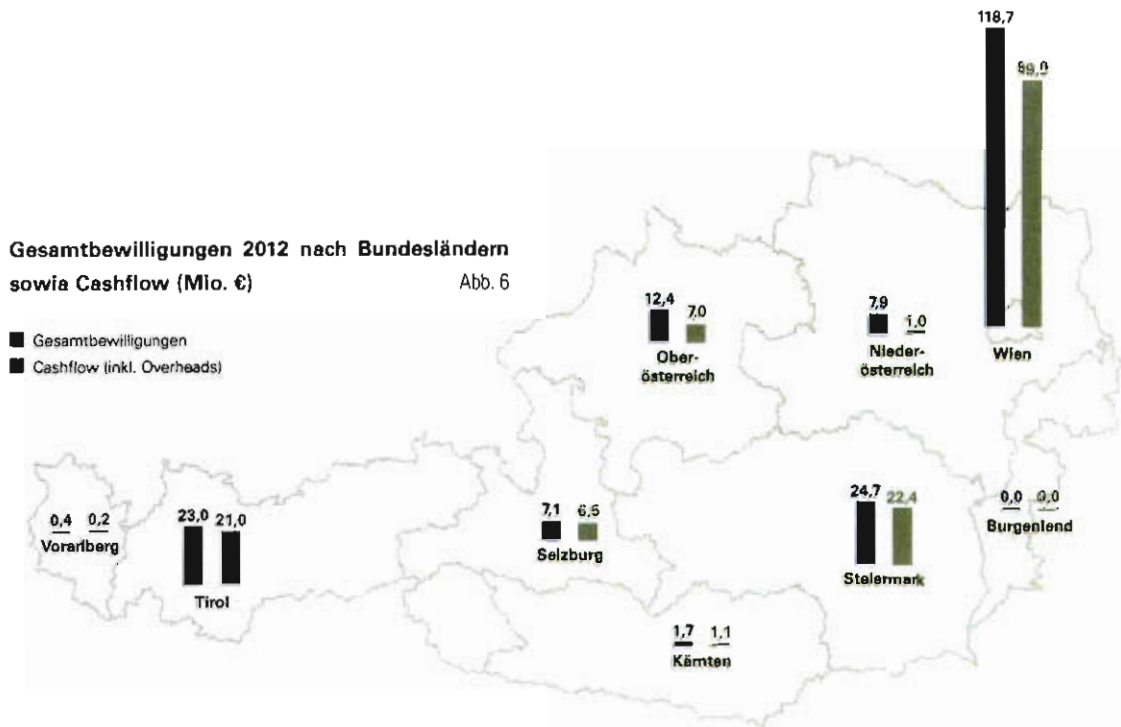 118,7
99,0
Gesamtbewilligungen 2012 nach Bundesländern
sowia Cashflow (Mio. €) Abb. 6
Gesamtbewilligungen
Cashflow (inkl. Overheads)
12,4 7,0
Ober-
österreich
7,9 1,0
Nieder-
österreich
Wien
0,4 0,2
Vorarlberg
23,0 21,0
Tirol
7,1 6,5
Selzburg
24,7 22,4
Steiermark
0,0 0,0
Burgenlend
1,7 1,1
Kärnten